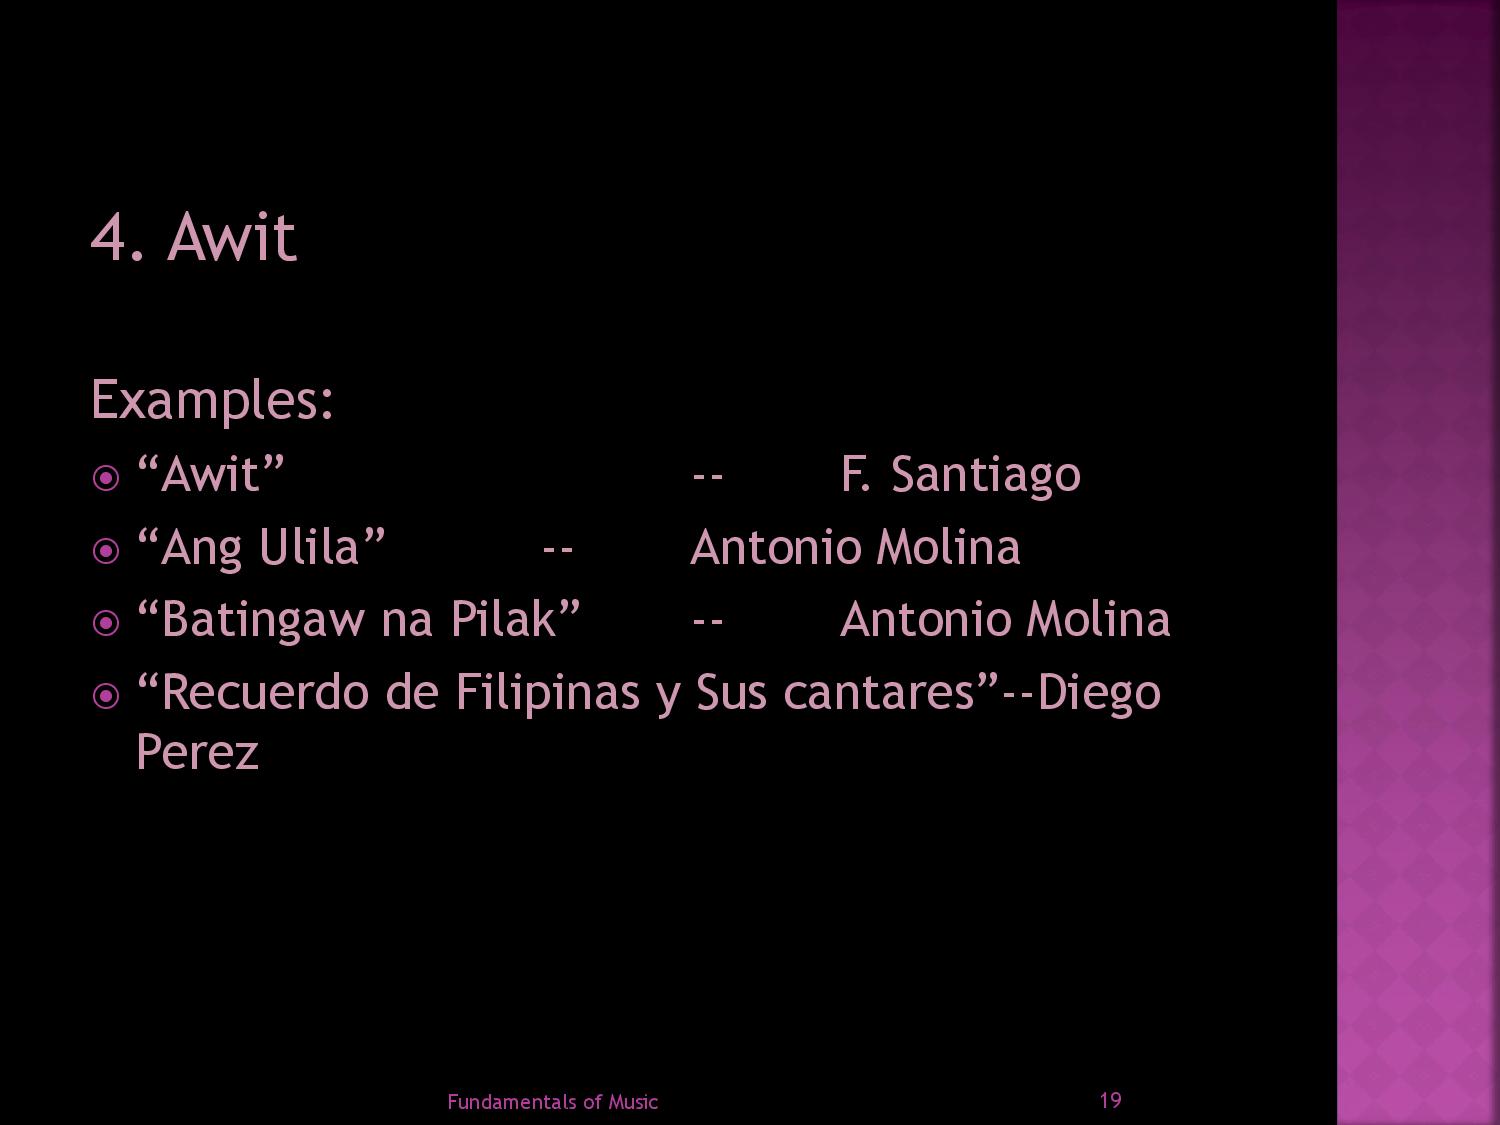 4. Awit
Examples:
“Awit” -- F. Santiago
“Ang Ulila” -- Antonio Molina
“Batingaw na Pilak” -- Antonio Molina
“Recuerdo de Filipinas y Sus cantares”--Diego
Perez
Fundamentals of Music 19